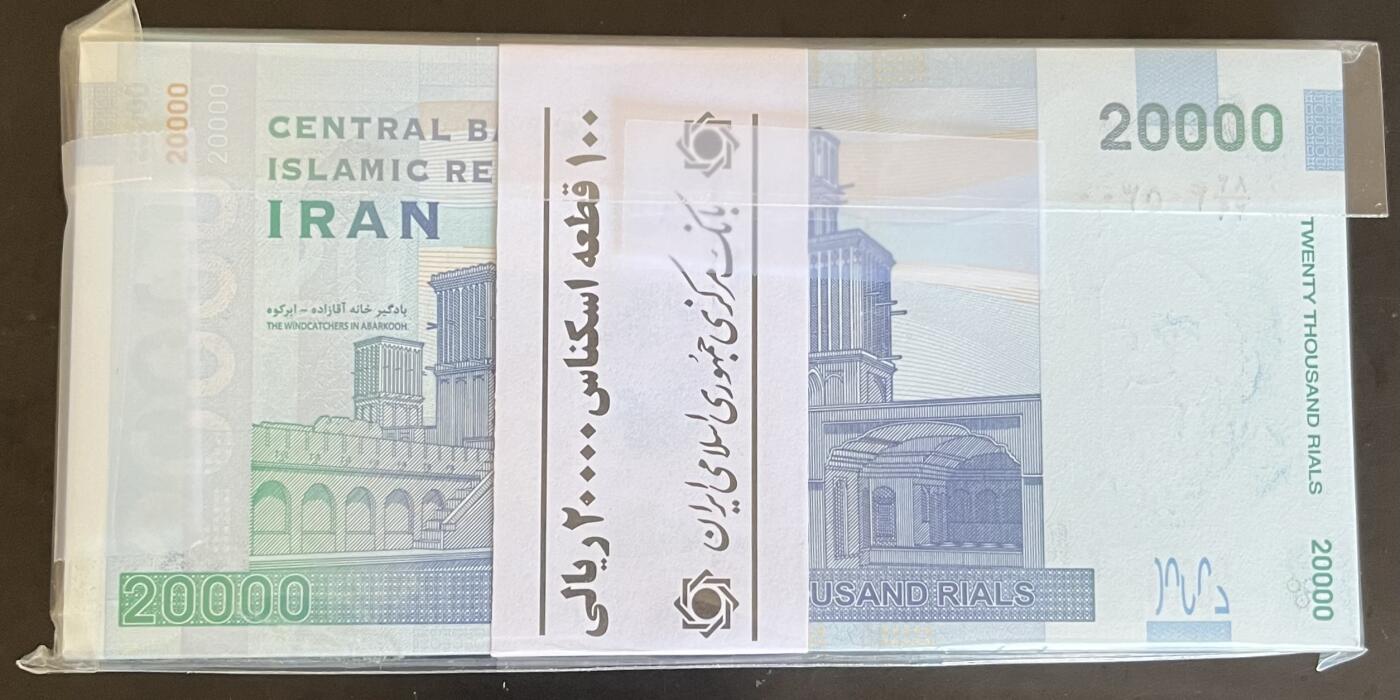 20000
20000
CENTRAL BA
ISLAMIC RE
IRAN
بادگیر خانه آقازاده - ابرکوه
THE WINDCATCHERS IN ABARKOOH
20000
۱۰۰ قطعه اسکناس ۲۰۰۰۰ ریالی
بانک مرکزی جمهوری اسلامی ایران
USAND RIALS
20000
TWENTY THOUSAND RIALS
20000